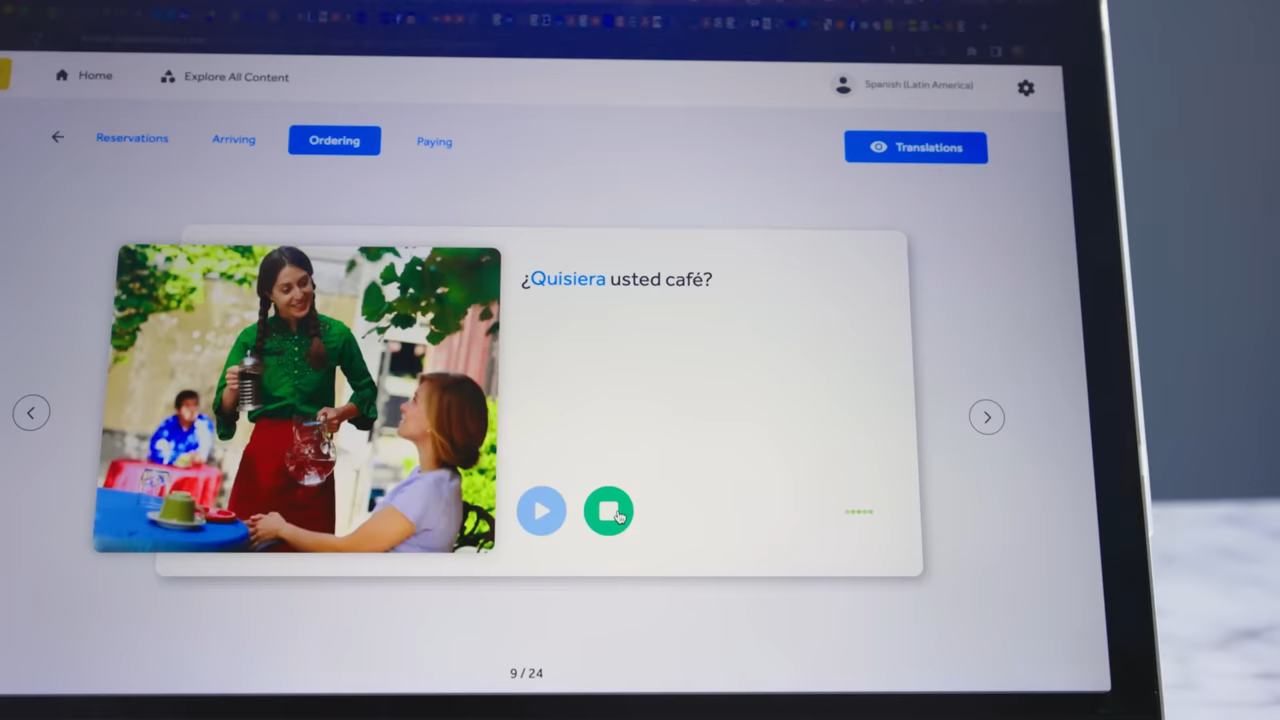 Home
Explore All Content
Spanish (Latin America)
Reservations
Arriving
Ordering
Paying
Translations
¿Quisiera usted café?
9 / 24